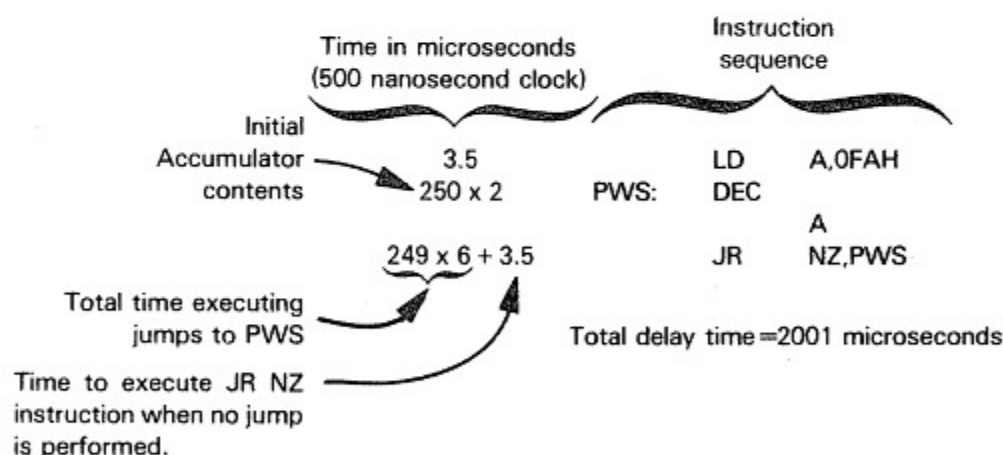 Time in microseconds
(500 nanosecond clock)
Instruction
sequence
Initial
Accumulator
contents
3.5 LD A,0FAH
250 x 2 PWS: DEC
A
249 x 6 + 3.5 JR NZ,PWS
Total time executing
jumps to PWS
Total delay time=2001 microseconds
Time to execute JR NZ
instruction when no jump
is performed.